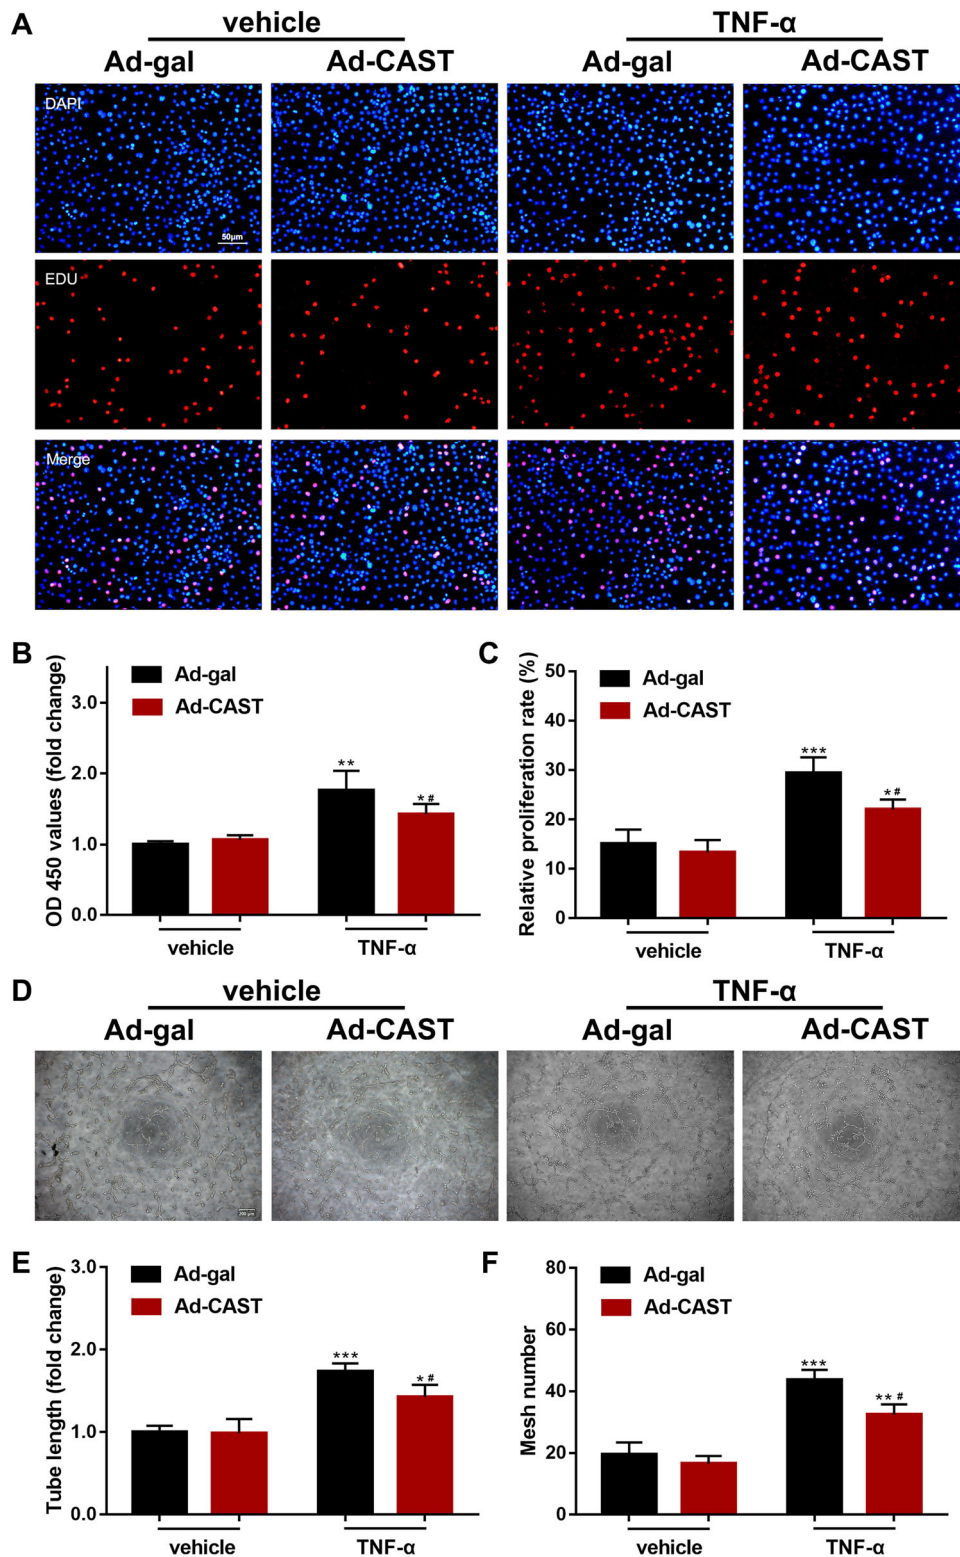 A
vehicle
TNF-α
Ad-gal
Ad-CAST
Ad-gal
Ad-CAST
DAPI
50μm
EDU
Merge
B
OD 450 values (fold change)
3.0
2.0
1.0
0.0
Ad-gal
Ad-CAST
**
*#
vehicle
TNF-α
C
Relative proliferation rate (%)
50
40
30
20
10
0
Ad-gal
Ad-CAST
***
*#
vehicle
TNF-α
D
vehicle
TNF-α
Ad-gal
Ad-CAST
Ad-gal
Ad-CAST
200 μm
E
Tube length (fold change)
3.0
2.0
1.0
0.0
Ad-gal
Ad-CAST
***
*#
vehicle
TNF-α
F
Mesh number
80
60
40
20
0
Ad-gal
Ad-CAST
***
**#
vehicle
TNF-α